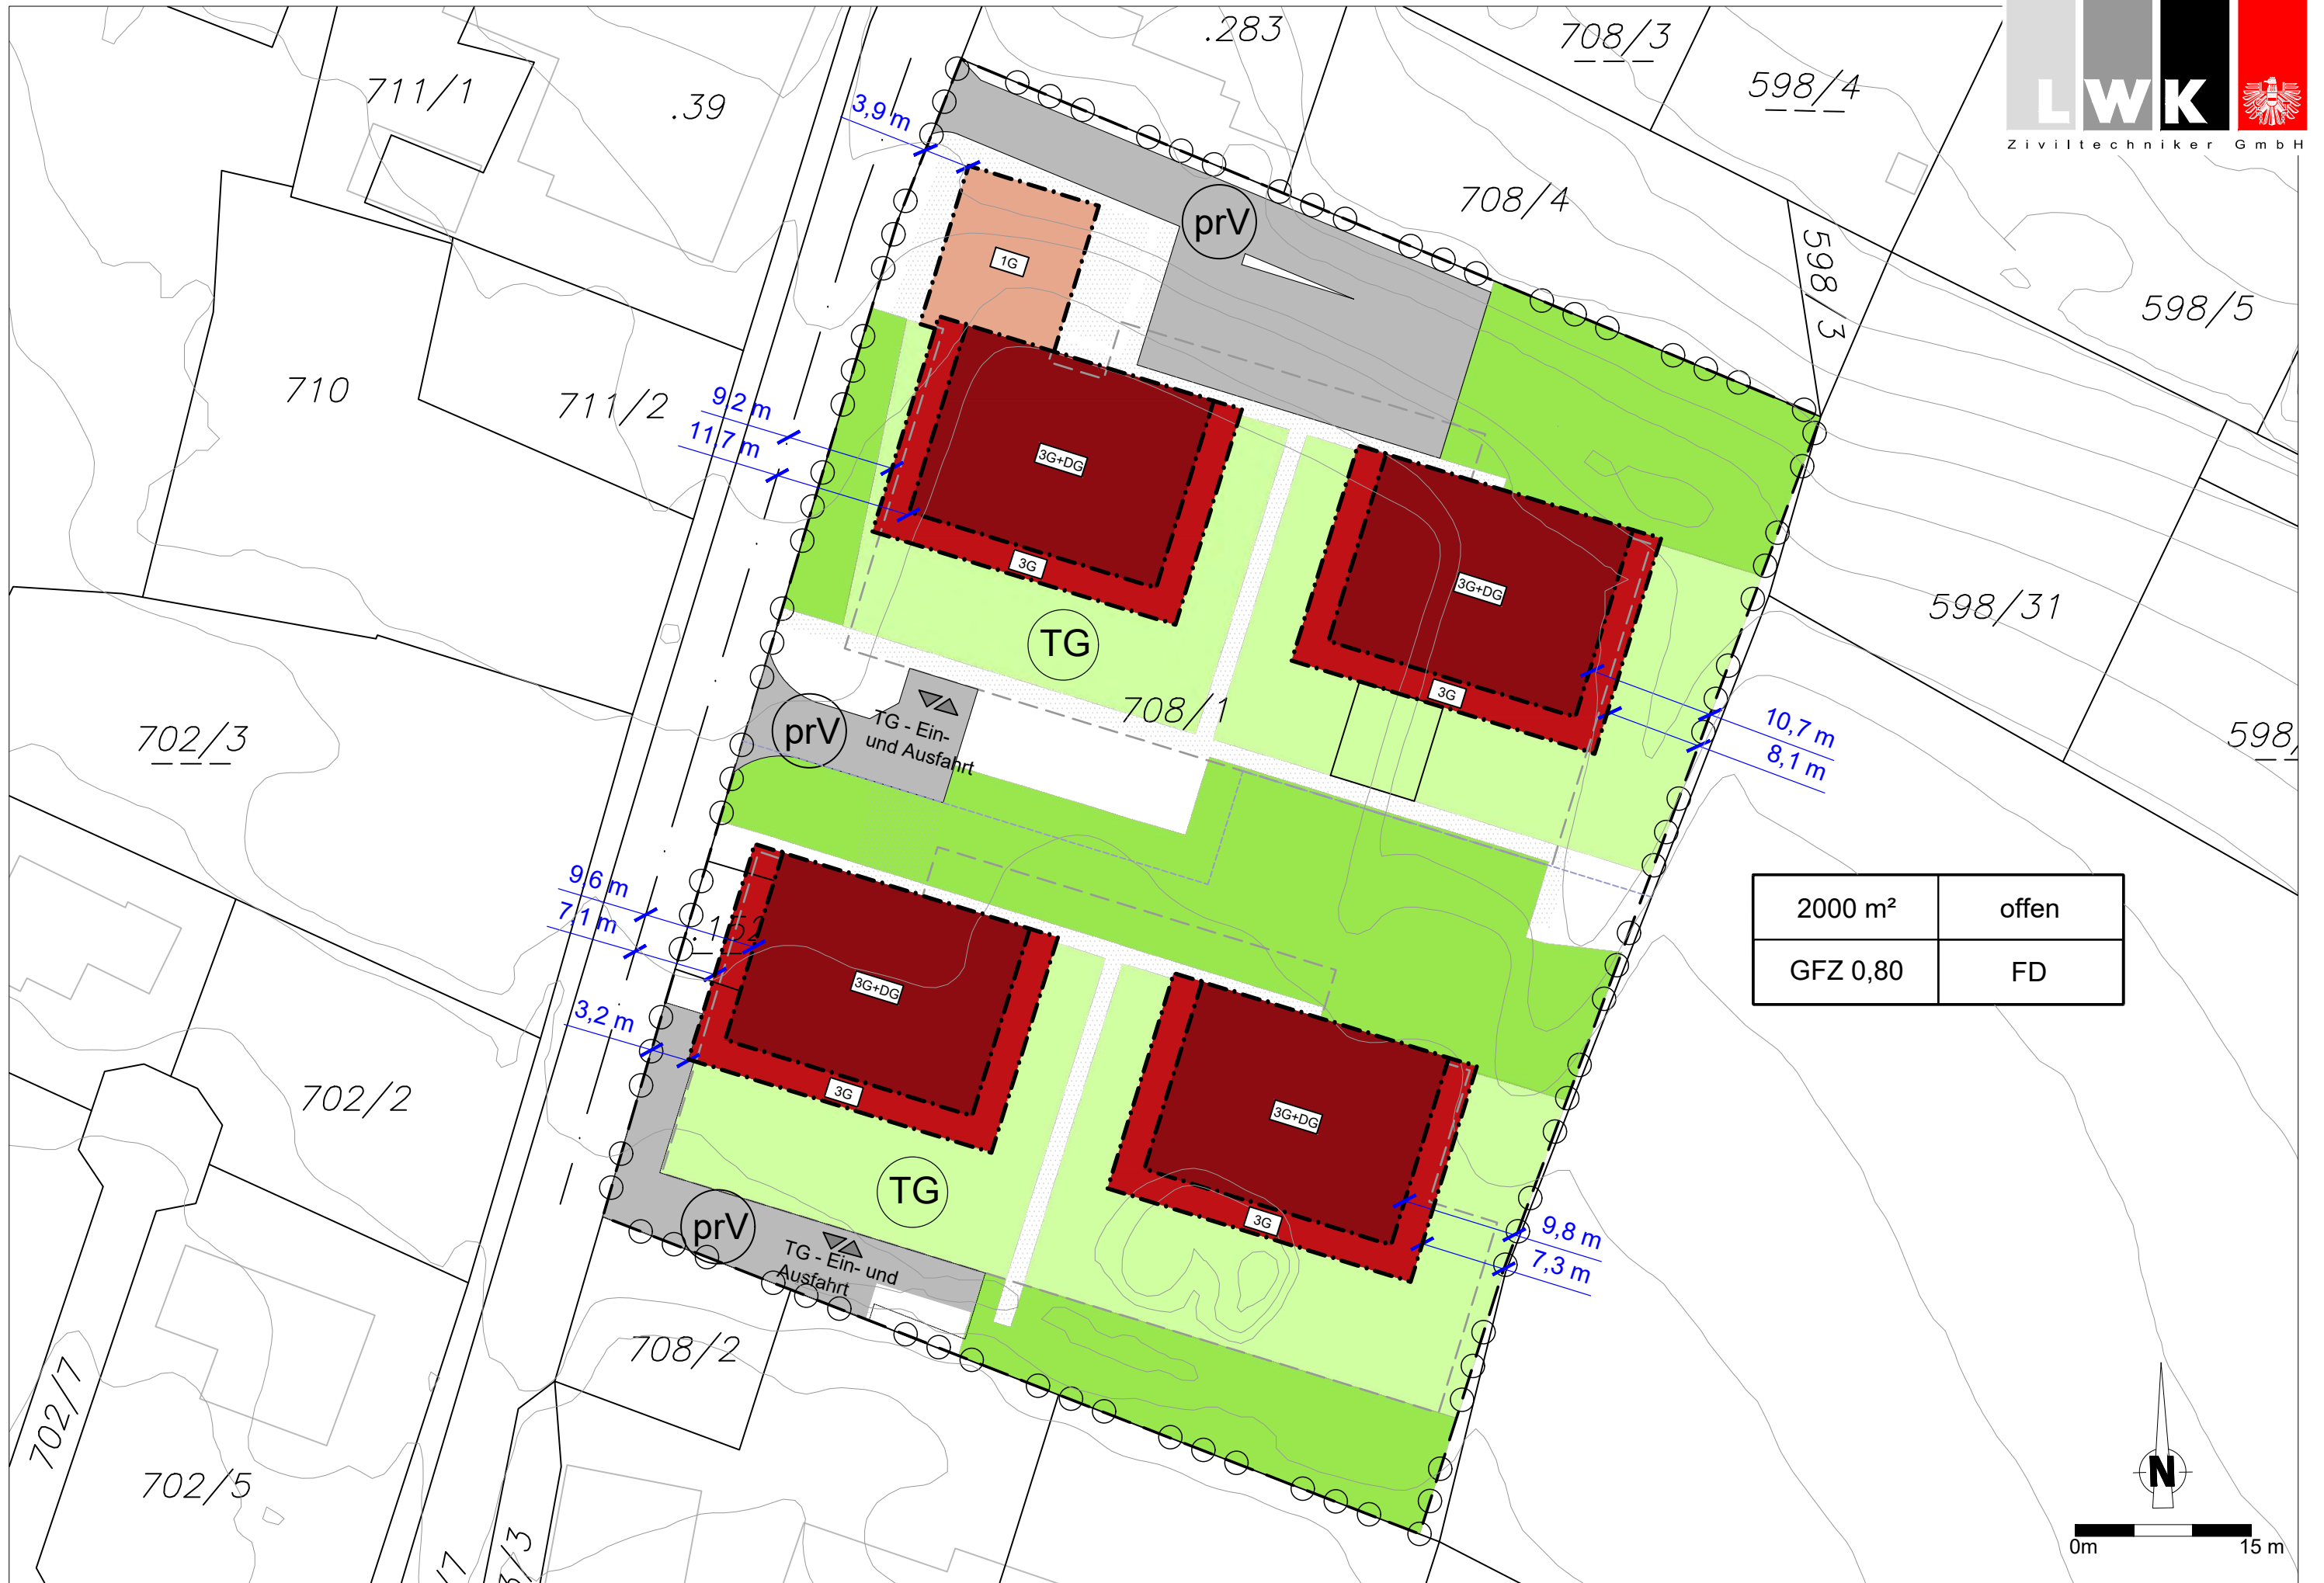 .283
708/3
598/4
LWK
Ziviltechniker GmbH
711/1
.39
3,9 m
prV
708/4
598/3
598/5
1G
710
711/2
9,2 m
11,7 m
3G+DG
3G
3G+DG
3G
TG
598/31
708/1
prV
TG - Ein-
und Ausfahrt
702/3
10,7 m
8,1 m
598/
2000 m²
offen
GFZ 0,80
FD
9,6 m
7,1 m
.152
3,2 m
3G+DG
3G
3G+DG
3G
702/2
TG
prV
TG - Ein- und
Ausfahrt
9,8 m
7,3 m
708/2
702/7
702/5
N
0m
15 m